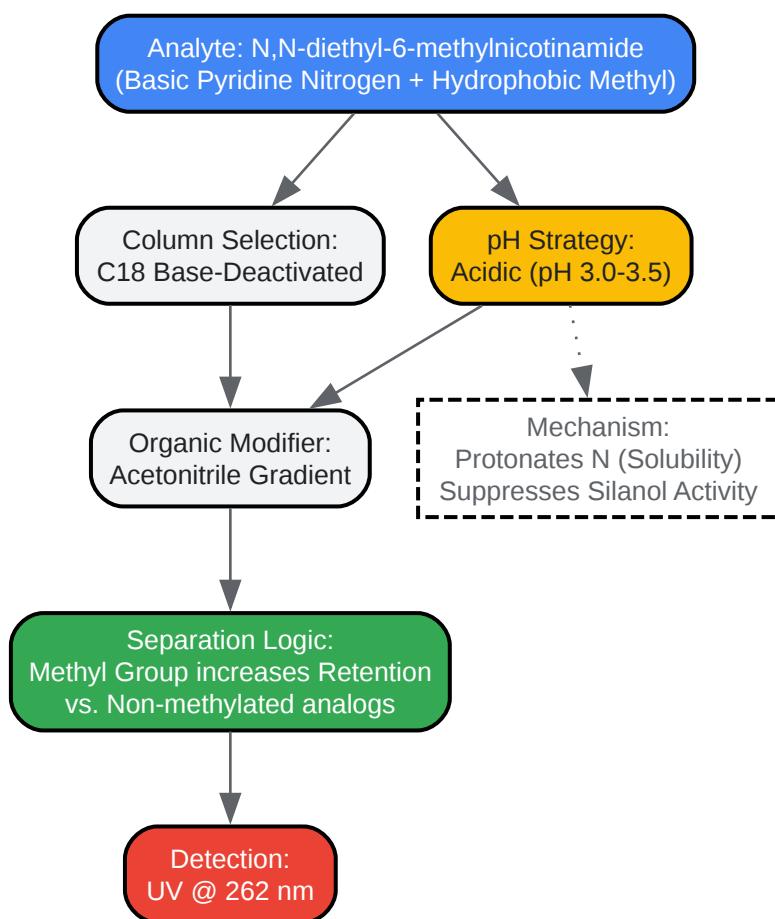 Analyte: N,N-diethyl-6-methylnicotinamide
(Basic Pyridine Nitrogen + Hydrophobic Methyl)
Column Selection:
C18 Base-Deactivated
pH Strategy:
Acidic (pH 3.0-3.5)
Organic Modifier:
Acetonitrile Gradient
Mechanism:
Protonates N (Solubility)
Suppresses Silanol Activity
Separation Logic:
Methyl Group increases Retention
vs. Non-methylated analogs
Detection:
UV @ 262 nm